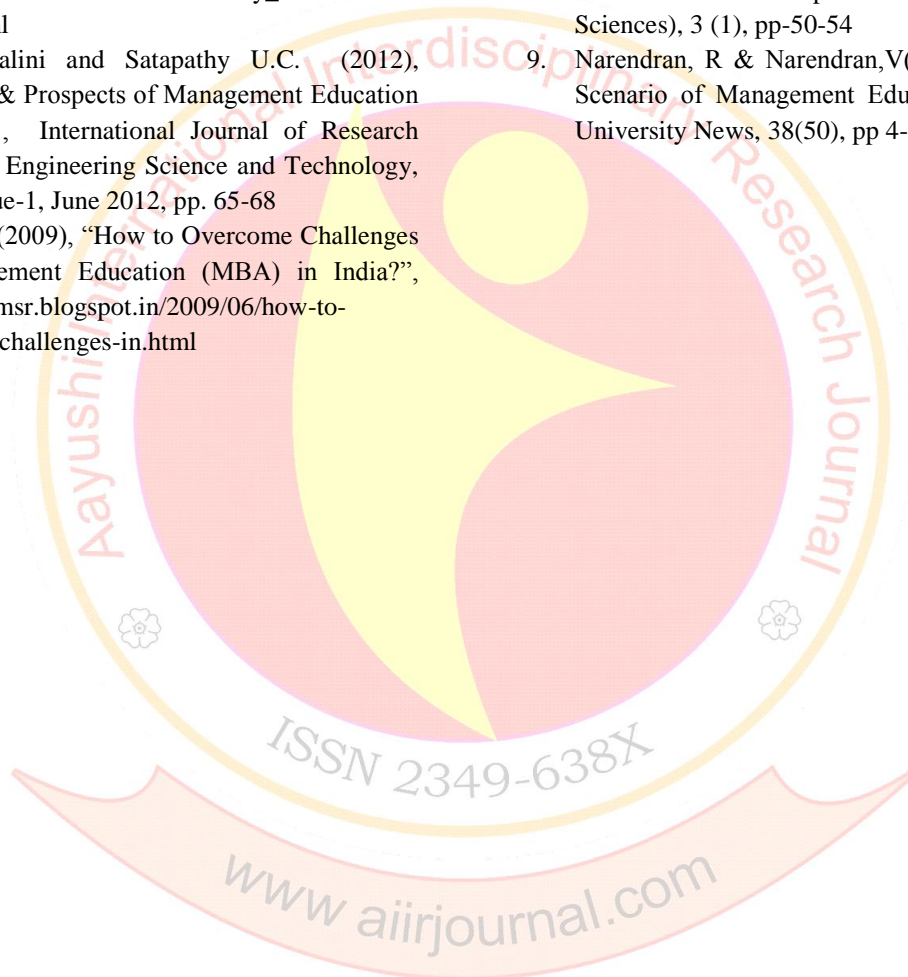 alini and Satapathy U.C. (2012),
& Prospects of Management Education
, International Journal of Research
Engineering Science and Technology,
ue-1, June 2012, pp. 65-68
(2009), “How to Overcome Challenges
ement Education (MBA) in India?”,
msr.blogspot.in/2009/06/how-to-
challenges-in.html
Sciences), 3 (1), pp-50-54
9. Narendran, R & Narendran,V(
Scenario of Management Edu
University News, 38(50), pp 4-
Aayushi International Interdisciplinary Research Journal
ISSN 2349-638X
www aiirjournal.com